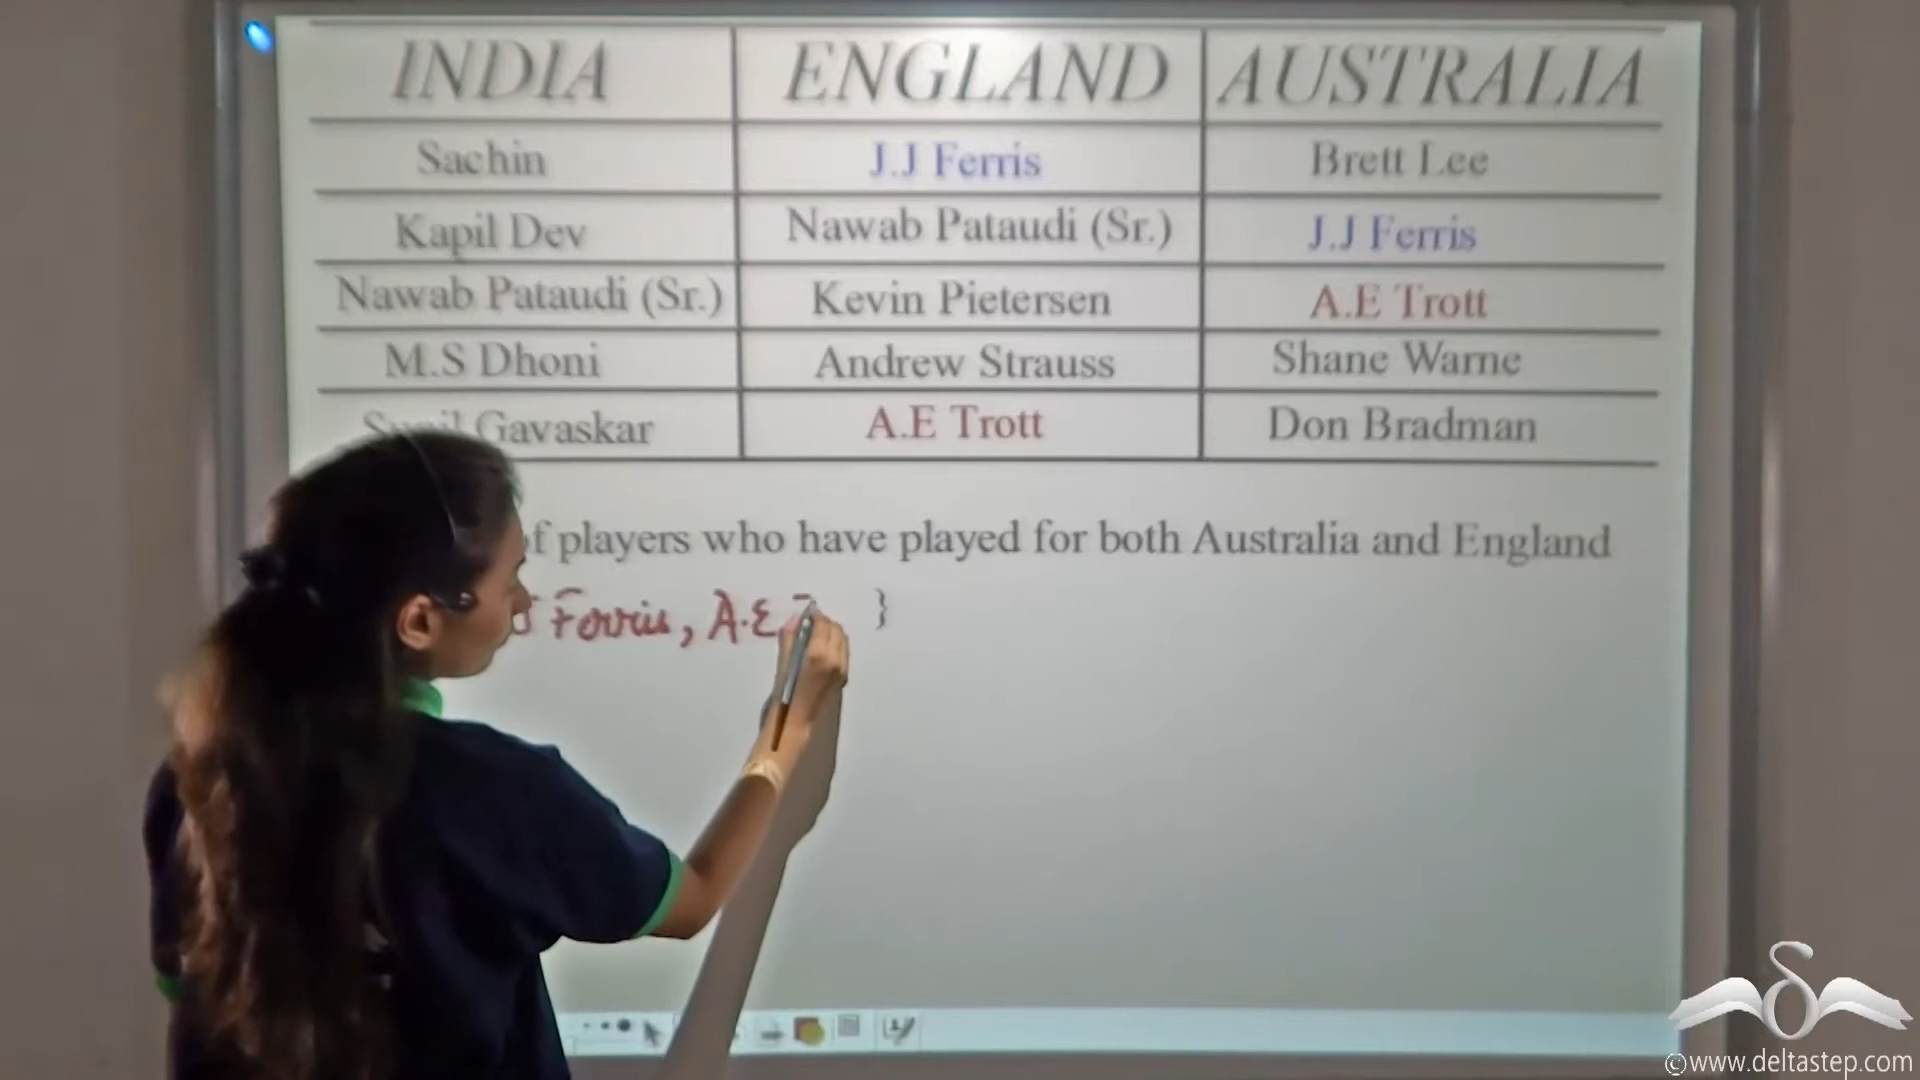 INDIA ENGLAND AUSTRALIA
Sachin J.J Ferris Brett Lee
Kapil Dev Nawab Pataudi (Sr.) J.J Ferris
Nawab Pataudi (Sr.) Kevin Pietersen A.E Trott
M.S Dhoni Andrew Strauss Shane Warne
Gavaskar A.E Trott Don Bradman
of players who have played for both Australia and England
Ferris, A.E }
©www.deltastep.com